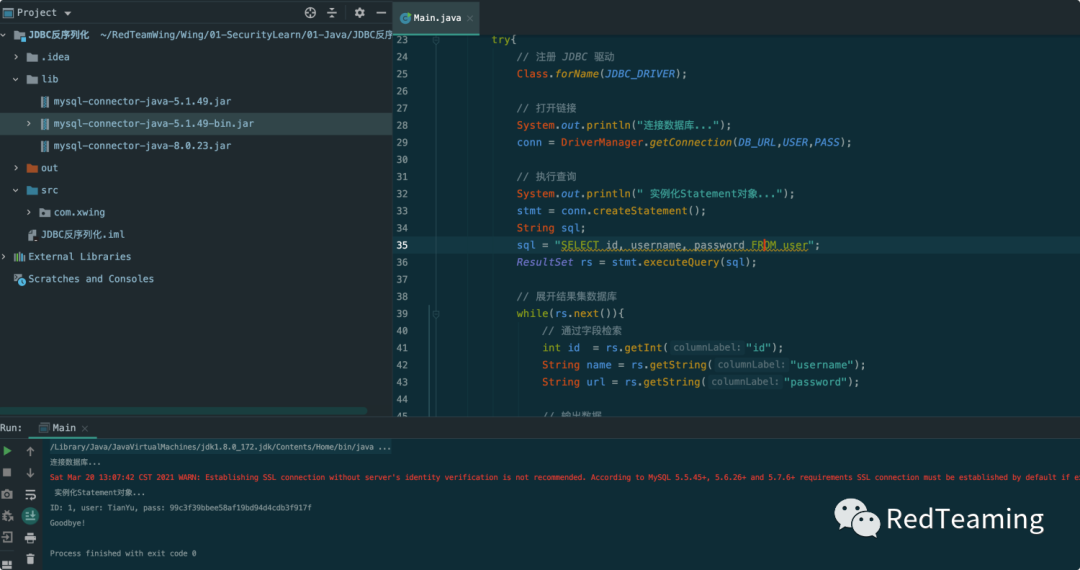 Project
JDBC反序列化 ~/RedTeamWing/Wing/01-SecurityLearn/01-Java/JDBC反序
.idea
lib
mysql-connector-java-5.1.49.jar
mysql-connector-java-5.1.49-bin.jar
mysql-connector-java-8.0.23.jar
out
src
com.xwing
JDBC反序列化.iml
External Libraries
Scratches and Consoles
Main.java
23 try{
24 // 注册 JDBC 驱动
25 Class.forName(JDBC_DRIVER);
26
27 // 打开链接
28 System.out.println("连接数据库...");
29 conn = DriverManager.getConnection(DB_URL,USER,PASS);
30
31 // 执行查询
32 System.out.println(" 实例化Statement对象...");
33 stmt = conn.createStatement();
34 String sql;
35 sql = "SELECT id, username, password FROM user";
36 ResultSet rs = stmt.executeQuery(sql);
37
38 // 展开结果集数据库
39 while(rs.next()){
40 // 通过字段检索
41 int id = rs.getInt( columnLabel: "id");
42 String name = rs.getString( columnLabel: "username");
43 String url = rs.getString( columnLabel: "password");
44
45 // 输出数据
Run: Main
/Library/Java/JavaVirtualMachines/jdk1.8.0_172.jdk/Contents/Home/bin/java ...
连接数据库...
Sat Mar 20 13:07:42 CST 2021 WARN: Establishing SSL connection without server's identity verification is not recommended. According to MySQL 5.5.45+, 5.6.26+ and 5.7.6+ requirements SSL connection must be established by default if e
实例化Statement对象...
ID: 1, user: TianYu, pass: 99c3f39bbee58af19bd94d4cdb3f917f
Goodbye!
Process finished with exit code 0
RedTeaming